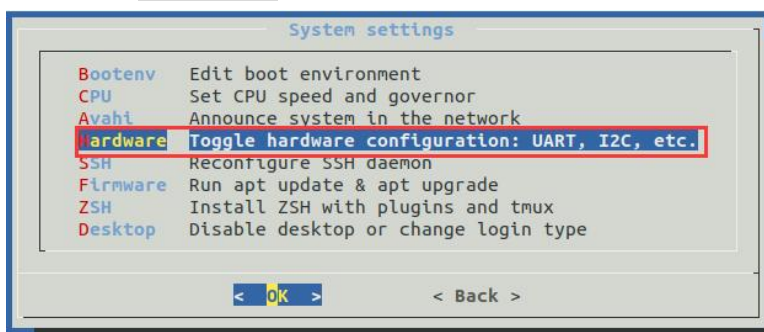 System settings
Bootenv Edit boot environment
CPU Set CPU speed and governor
Avahi Announce system in the network
Hardware Toggle hardware configuration: UART, I2C, etc.
SSH Reconfigure SSH daemon
Firmware Run apt update & apt upgrade
ZSH Install ZSH with plugins and tmux
Desktop Disable desktop or change login type
< OK > < Back >